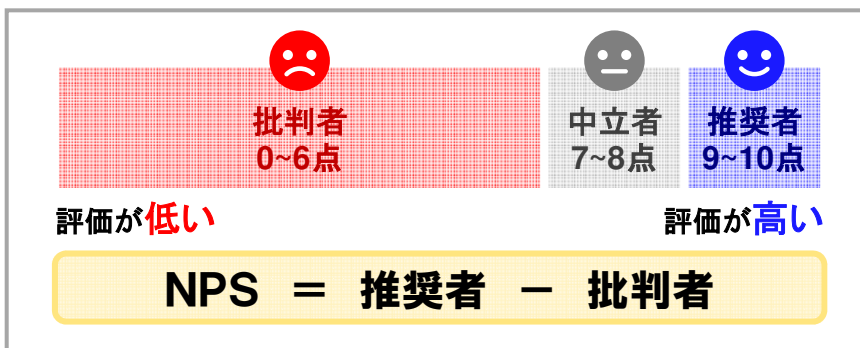 批判者
0~6点
中立者
7~8点
推奨者
9~10点
評価が低い
評価が高い
NPS = 推奨者 − 批判者